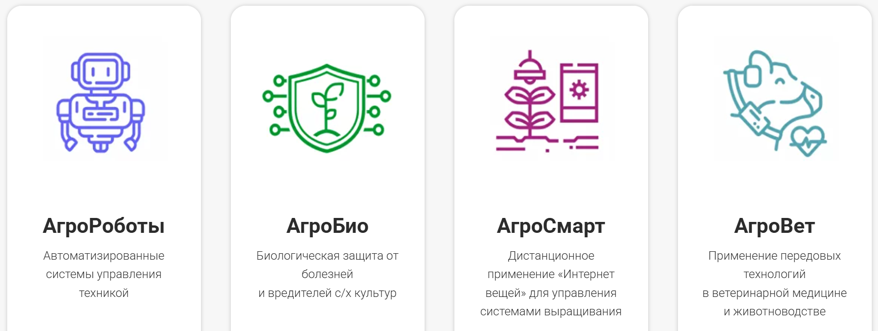 АгроРоботы
Автоматизированные
системы управления
техникой
АгроБио
Биологическая защита от
болезней
и вредителей с/х культур
АгроСмарт
Дистанционное
применение «Интернет
вещей» для управления
системами выращивания
АгроВет
Применение передовых
технологий
в ветеринарной медицине
и животноводстве